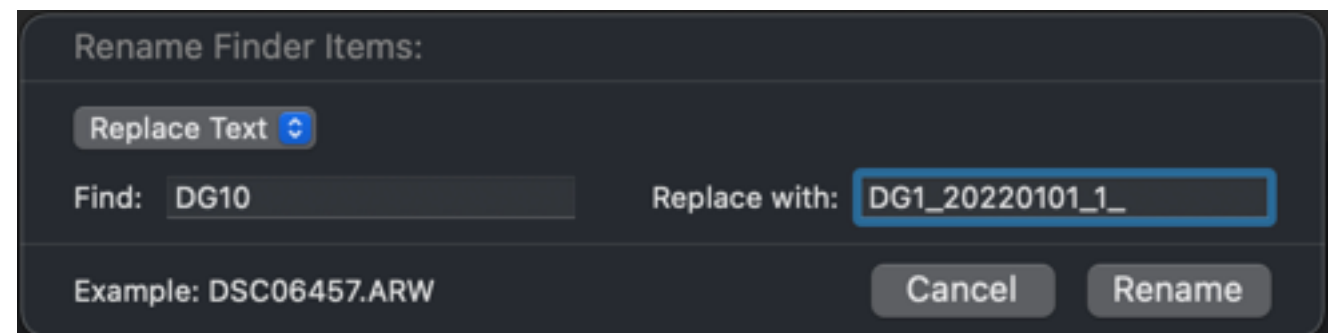 Rename Finder Items:
Replace Text
Find: DG10 Replace with: DG1_20220101_1_
Example: DSC06457.ARW Cancel Rename